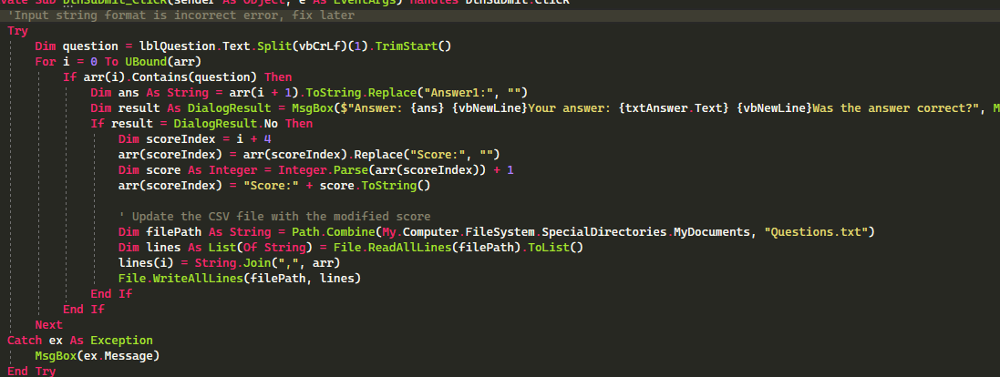 vate Sub btnSubmit_Click(sender As Object, e As EventArgs) Handles btnSubmit.Click
'Input string format is incorrect error, fix later
Try
Dim question = lblQuestion.Text.Split(vbCrLf)(1).TrimStart()
For i = 0 To UBound(arr)
If arr(i).Contains(question) Then
Dim ans As String = arr(i + 1).ToString.Replace("Answer1:", "")
Dim result As DialogResult = MsgBox($"Answer: {ans} {vbNewLine}Your answer: {txtAnswer.Text} {vbNewLine}Was the answer correct?", M
If result = DialogResult.No Then
Dim scoreIndex = i + 4
arr(scoreIndex) = arr(scoreIndex).Replace("Score:", "")
Dim score As Integer = Integer.Parse(arr(scoreIndex)) + 1
arr(scoreIndex) = "Score:" + score.ToString()
' Update the CSV file with the modified score
Dim filePath As String = Path.Combine(My.Computer.FileSystem.SpecialDirectories.MyDocuments, "Questions.txt")
Dim lines As List(Of String) = File.ReadAllLines(filePath).ToList()
lines(i) = String.Join(",", arr)
File.WriteAllLines(filePath, lines)
End If
End If
Next
Catch ex As Exception
MsgBox(ex.Message)
End Try